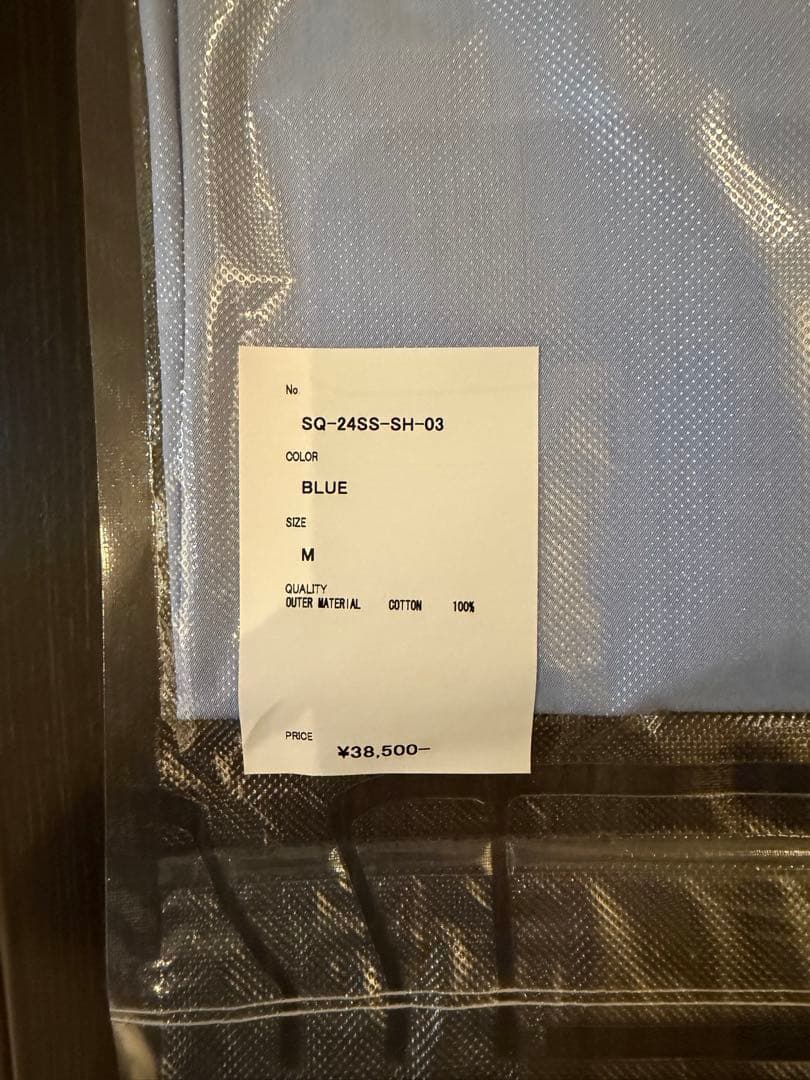 No.
SQ-24SS-SH-03
COLOR
BLUE
SIZE
M
QUALITY
OUTER MATERIAL COTTON 100%
PRICE
¥38,500-